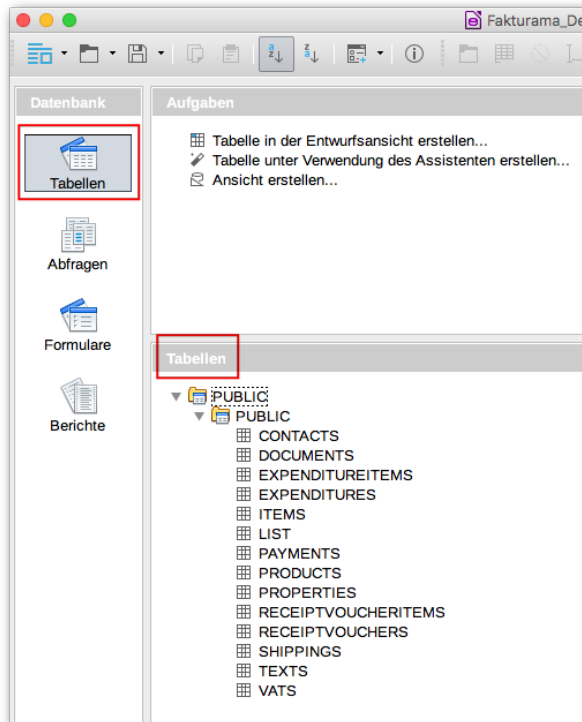 Fakturama_De
Datenbank
Tabellen
Abfragen
Formulare
Berichte
Aufgaben
Tabelle in der Entwurfsansicht erstellen...
Tabelle unter Verwendung des Assistenten erstellen...
Ansicht erstellen...
Tabellen
PUBLIC
PUBLIC
CONTACTS
DOCUMENTS
EXPENDITUREITEMS
EXPENDITURES
ITEMS
LIST
PAYMENTS
PRODUCTS
PROPERTIES
RECEIPTVOUCHERITEMS
RECEIPTVOUCHERS
SHIPPINGS
TEXTS
VATS